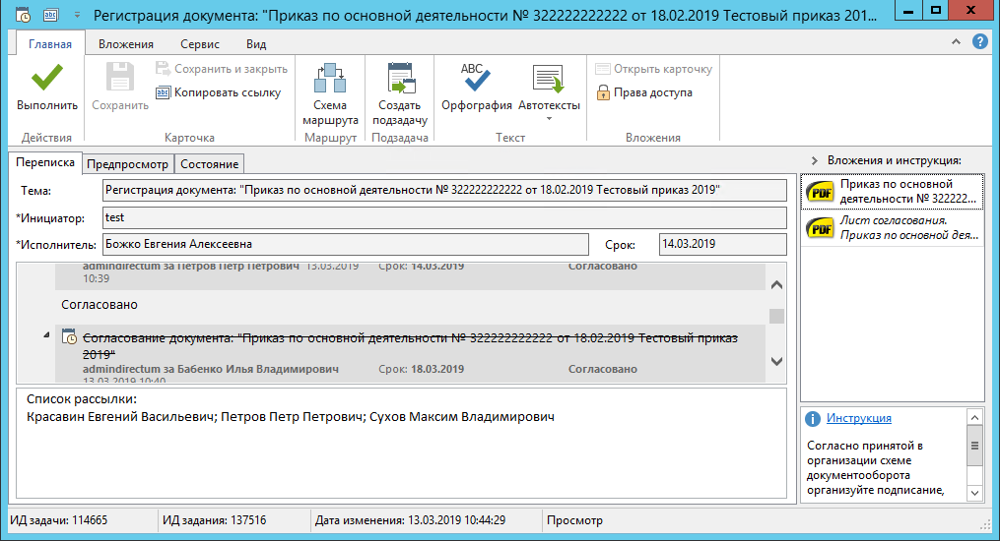 Регистрация документа: "Приказ по основной деятельности № 322222222222 от 18.02.2019 Тестовый приказ 201...
Главная Вложения Сервис Вид
Выполнить
Сохранить
Сохранить и закрыть
Копировать ссылку
Схема
маршрута
Создать
подзадачу
ABC
Орфография
Автотексты
Открыть карточку
Права доступа
Действия Карточка Маршрут Подзадача Текст Вложения
Переписка Предпросмотр Состояние
Тема: Регистрация документа: "Приказ по основной деятельности № 322222222222 от 18.02.2019 Тестовый приказ 2019"
*Инициатор: test
*Исполнитель: Божко Евгения Алексеевна Срок: 14.03.2019
admindirectum за Петров Петр Петрович 13.03.2019 Срок: 14.03.2019 Согласовано
10:39
Согласовано
Согласование документа: "Приказ по основной деятельности № 322222222222 от 18.02.2019 Тестовый приказ
2019"
admindirectum за Бабенко Илья Владимирович Срок: 18.03.2019 Согласовано
13.03.2019 10:40
Список рассылки:
Красавин Евгений Васильевич; Петров Петр Петрович; Сухов Максим Владимирович
Вложения и инструкция:
PDF Приказ по основной
деятельности № 322222...
PDF Лист согласования.
Приказ по основной дея...
Инструкция
Согласно принятой в
организации схеме
документооборота
организуйте подписание,
ИД задачи: 114665 ИД задания: 137516 Дата изменения: 13.03.2019 10:44:29 Просмотр